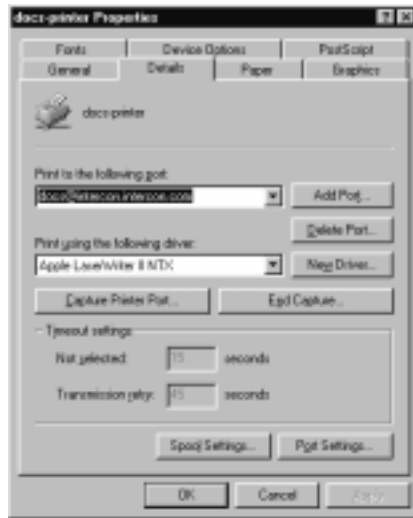 docs-printer Properties
Fonts Device Options PostScript
General Details Paper Graphics
docs-printer
Print to the following port:
docs@intercon.intercon.com
Add Port...
Delete Port...
Print using the following driver:
Apple LaserWriter II NTX
New Driver...
Capture Printer Port... End Capture...
Timeout settings
Not selected: 15 seconds
Transmission retry: 45 seconds
Spool Settings... Port Settings...
OK Cancel Apply